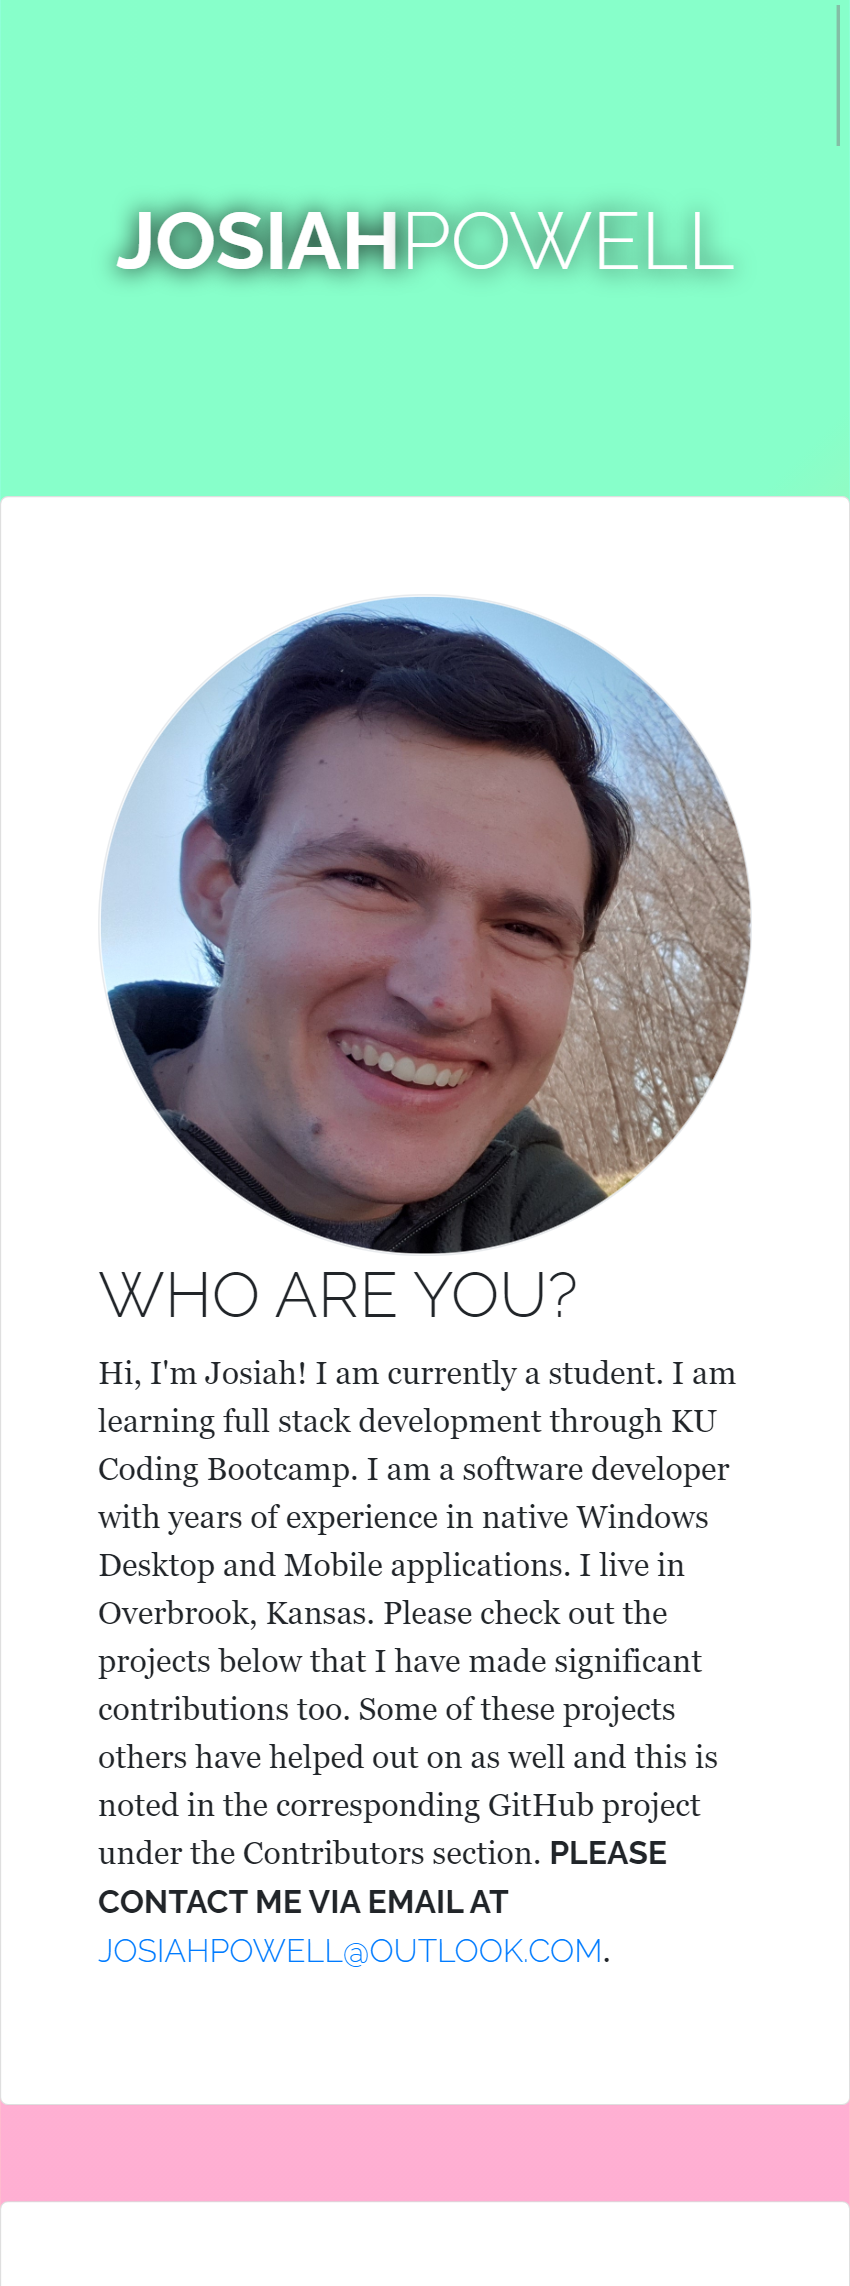 JOSIAHPOWELL
WHO ARE YOU?
Hi, I'm Josiah! I am currently a student. I am
learning full stack development through KU
Coding Bootcamp. I am a software developer
with years of experience in native Windows
Desktop and Mobile applications. I live in
Overbrook, Kansas. Please check out the
projects below that I have made significant
contributions too. Some of these projects
others have helped out on as well and this is
noted in the corresponding GitHub project
under the Contributors section. PLEASE
CONTACT ME VIA EMAIL AT
JOSIAHPOWELL@OUTLOOK.COM.